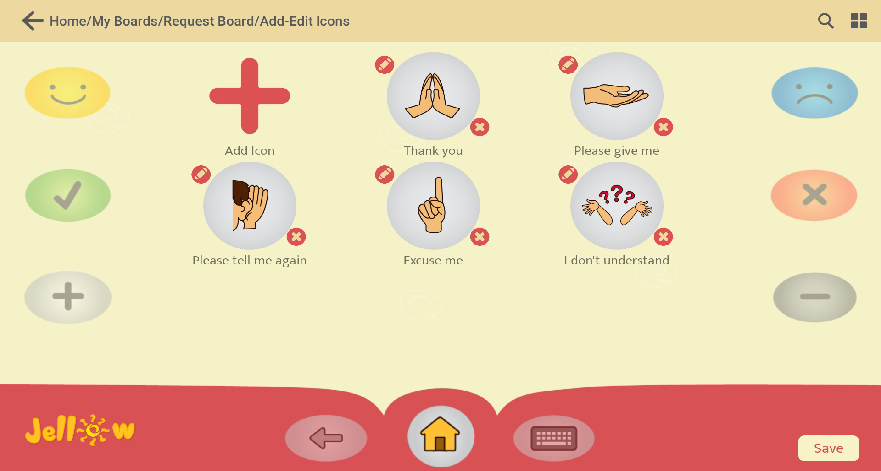 Home/My Boards/Request Board/Add-Edit Icons
Add Icon
Thank you
Please give me
???
Please tell me again
Excuse me
I don't understand
Jellow
Save